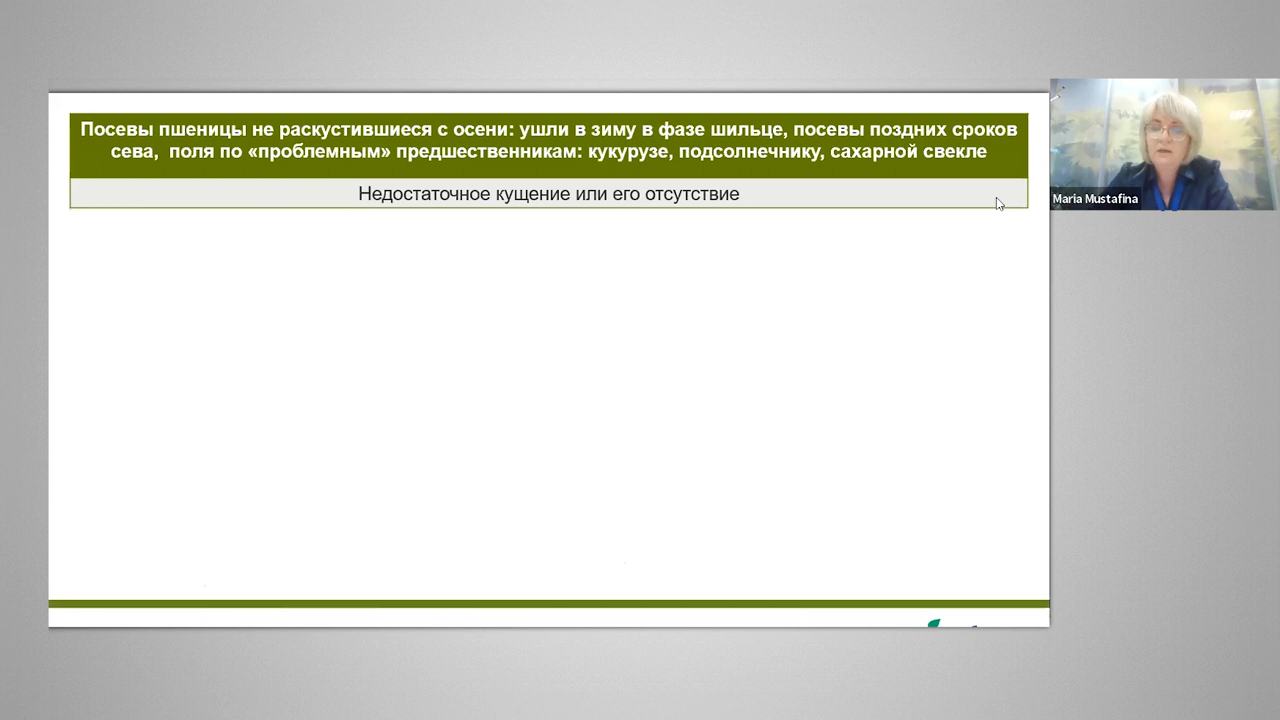 Посевы пшеницы не раскустившиеся с осени: ушли в зиму в фазе шильце, посевы поздних сроков
сева,  поля по «проблемным» предшественникам: кукурузе, подсолнечнику, сахарной свекле
Недостаточное кущение или его отсутствие
Maria Mustafina